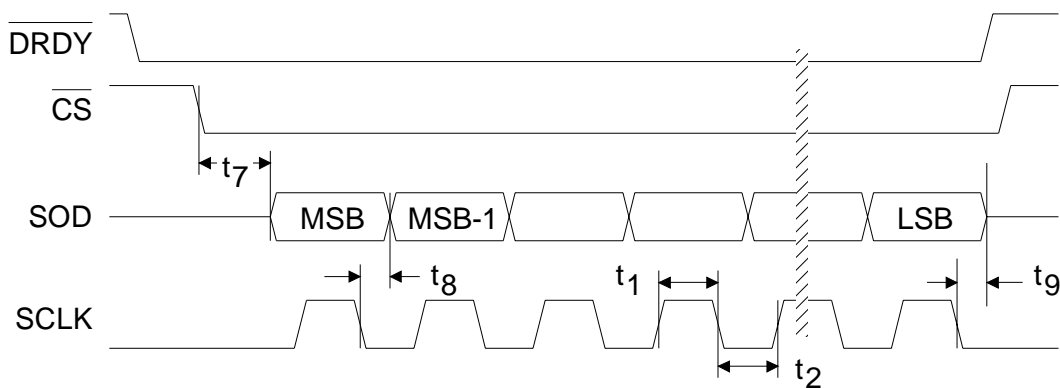 DRDY
CS
t7
SOD
MSB
MSB-1
LSB
t8
t1
t9
SCLK
t2